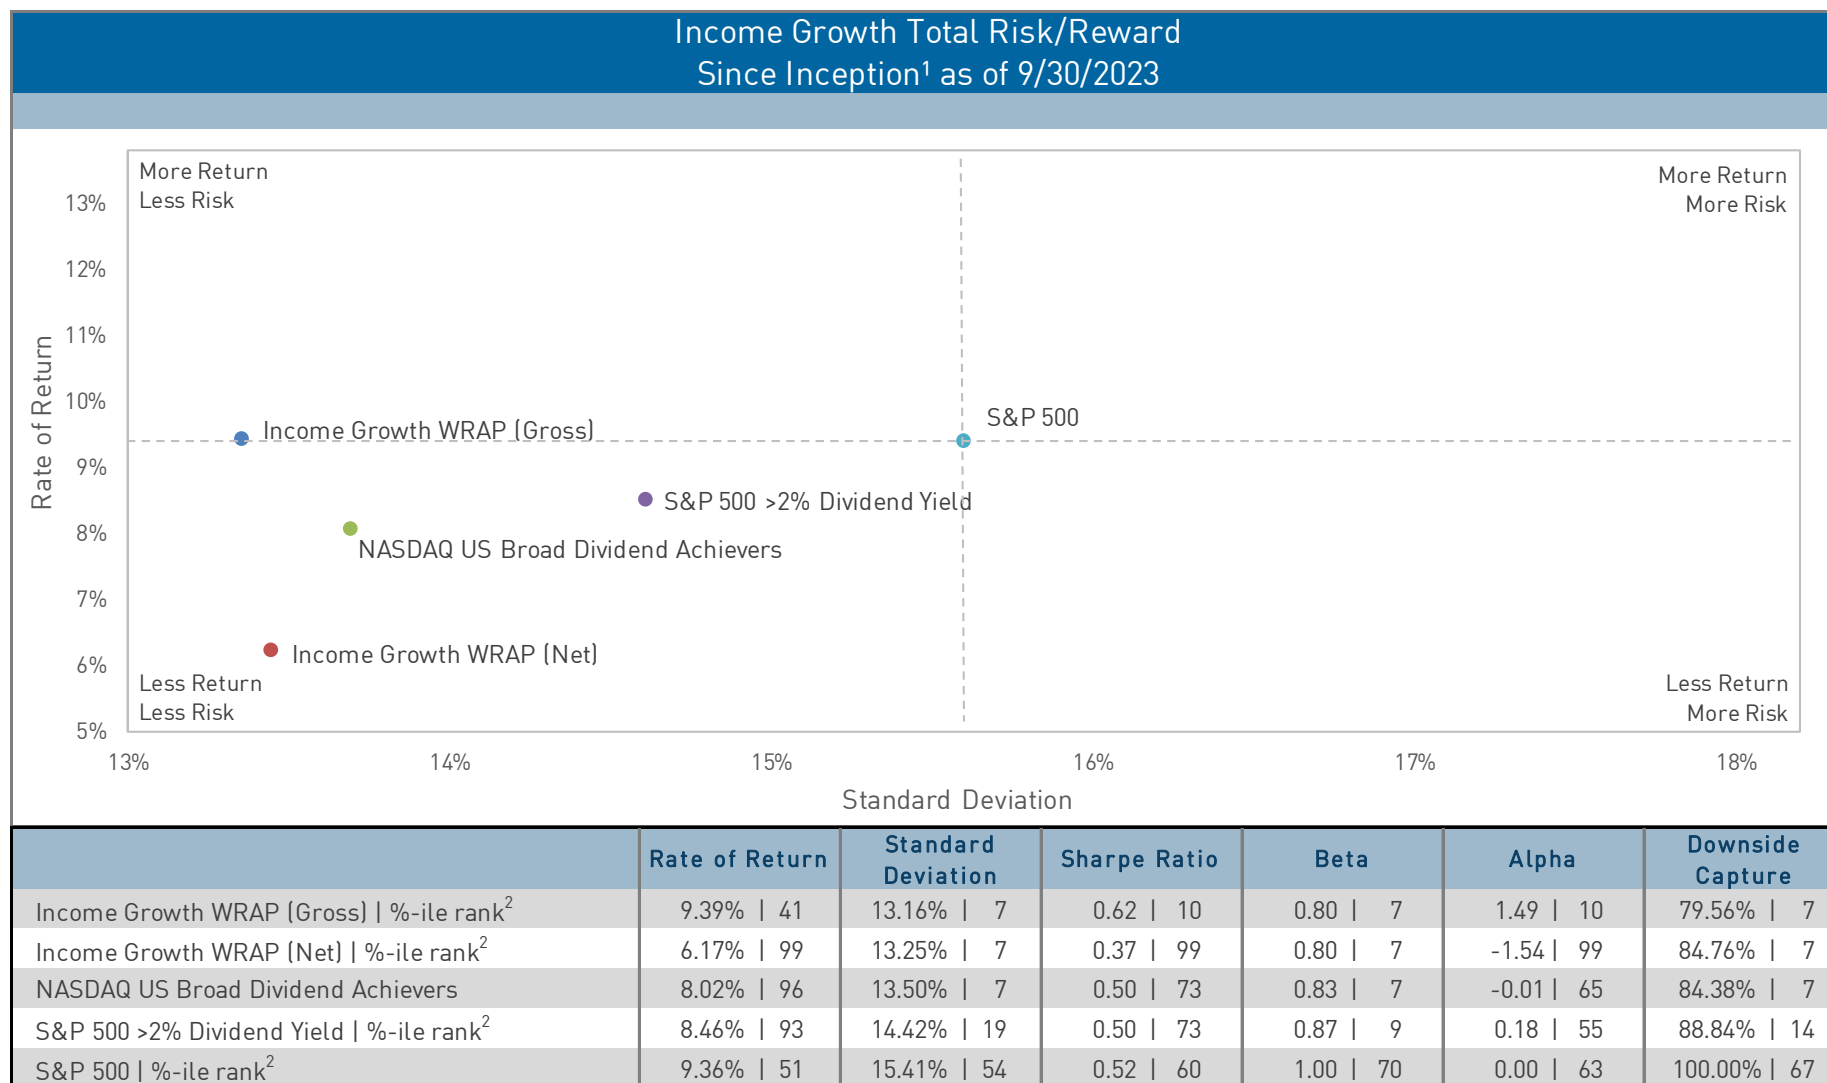 Income Growth Total Risk/Reward
Since Inception¹ as of 9/30/2023
More Return
Less Risk
More Return
More Risk
13%
12%
11%
10%
9%
8%
7%
6%
5%
Rate of Return
Income Growth WRAP (Gross)
S&P 500
S&P 500 >2% Dividend Yield
NASDAQ US Broad Dividend Achievers
Income Growth WRAP (Net)
Less Return
Less Risk
Less Return
More Risk
13% 14% 15% 16% 17% 18%
Standard Deviation
Rate of Return | Standard Deviation | Sharpe Ratio | Beta | Alpha | Downside Capture
Income Growth WRAP (Gross) | %-ile rank² 9.39% | 41 13.16% | 7 0.62 | 10 0.80 | 7 1.49 | 10 79.56% | 7
Income Growth WRAP (Net) | %-ile rank² 6.17% | 99 13.25% | 7 0.37 | 99 0.80 | 7 -1.54 | 99 84.76% | 7
NASDAQ US Broad Dividend Achievers 8.02% | 96 13.50% | 7 0.50 | 73 0.83 | 7 -0.01 | 65 84.38% | 7
S&P 500 >2% Dividend Yield | %-ile rank² 8.46% | 93 14.42% | 19 0.50 | 73 0.87 | 9 0.18 | 55 88.84% | 14
S&P 500 | %-ile rank² 9.36% | 51 15.41% | 54 0.52 | 60 1.00 | 70 0.00 | 63 100.00% | 67